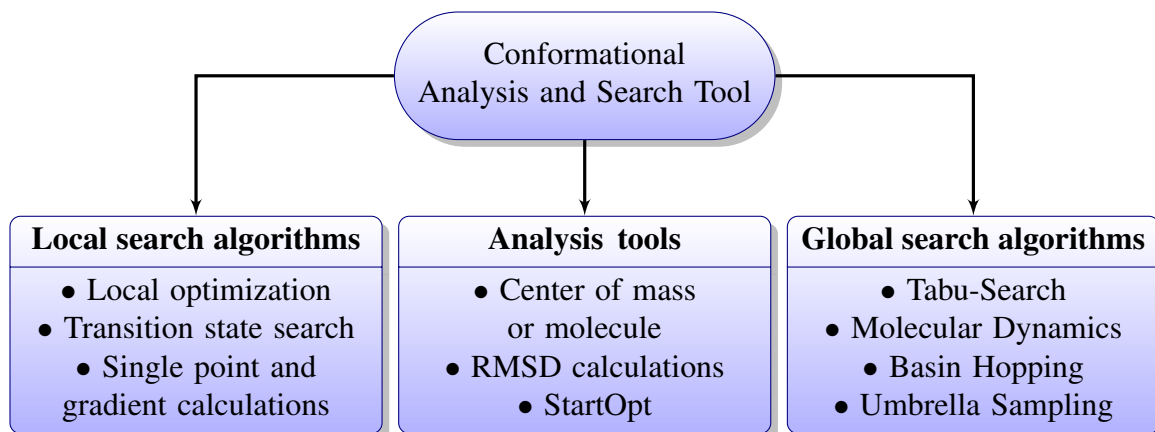 Conformational
Analysis and Search Tool
Local search algorithms
• Local optimization
• Transition state search
• Single point and
gradient calculations
Analysis tools
• Center of mass
or molecule
• RMSD calculations
• StartOpt
Global search algorithms
• Tabu-Search
• Molecular Dynamics
• Basin Hopping
• Umbrella Sampling